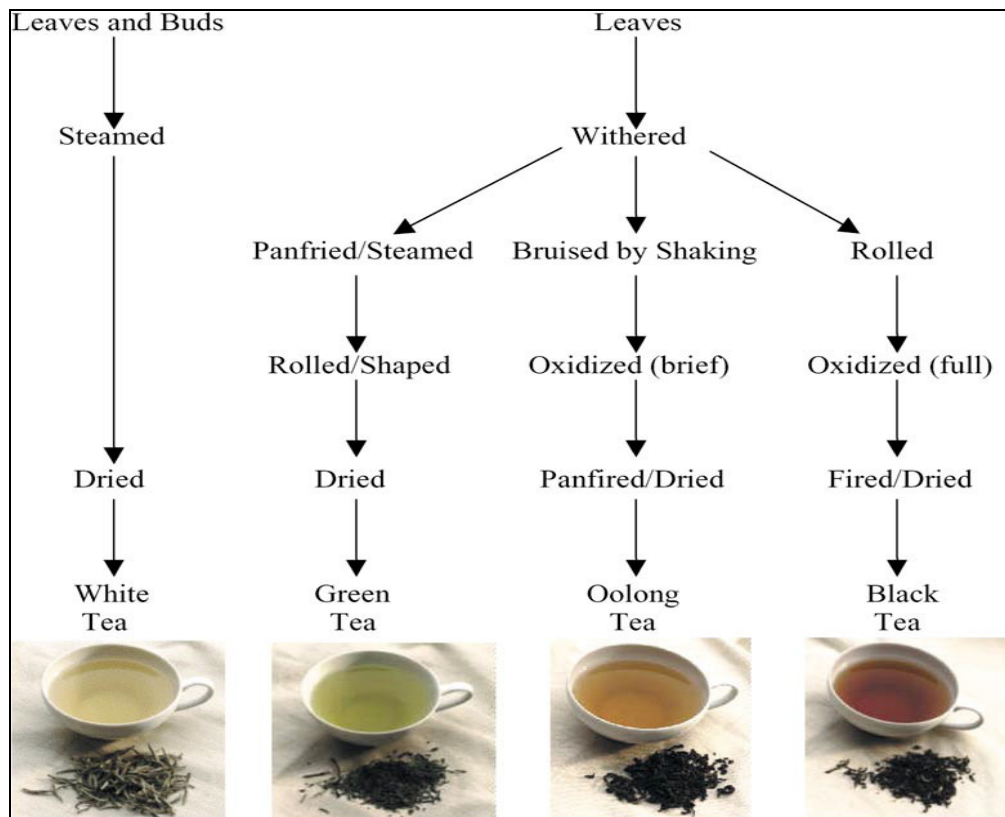 Leaves and Buds
Leaves
Steamed
Withered
Panfried/Steamed
Bruised by Shaking
Rolled
Rolled/Shaped
Oxidized (brief)
Oxidized (full)
Dried
Dried
Panfired/Dried
Fired/Dried
White
Tea
Green
Tea
Oolong
Tea
Black
Tea